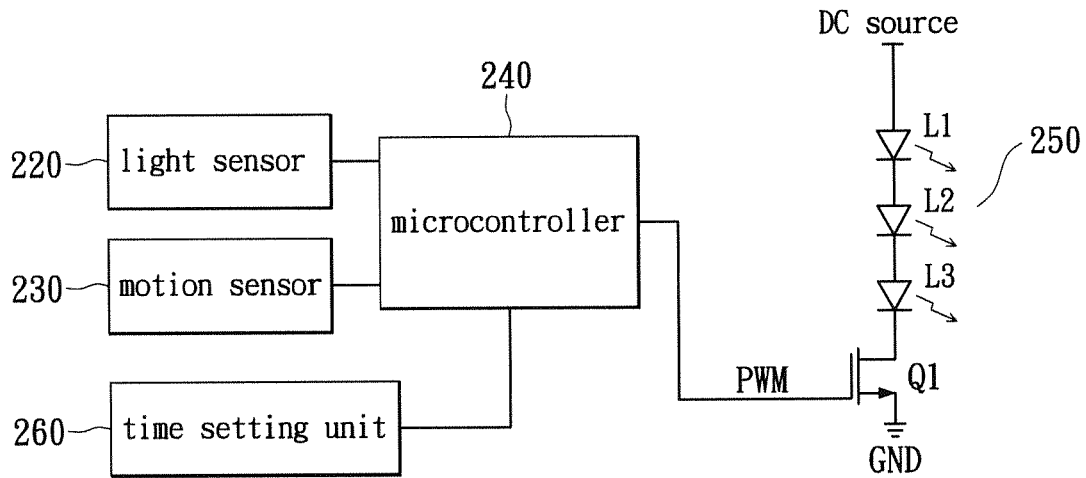 DC source
240
L1
220
light sensor
250
L2
microcontroller
230
motion sensor
L3
PWM
Q1
260
time setting unit
GND